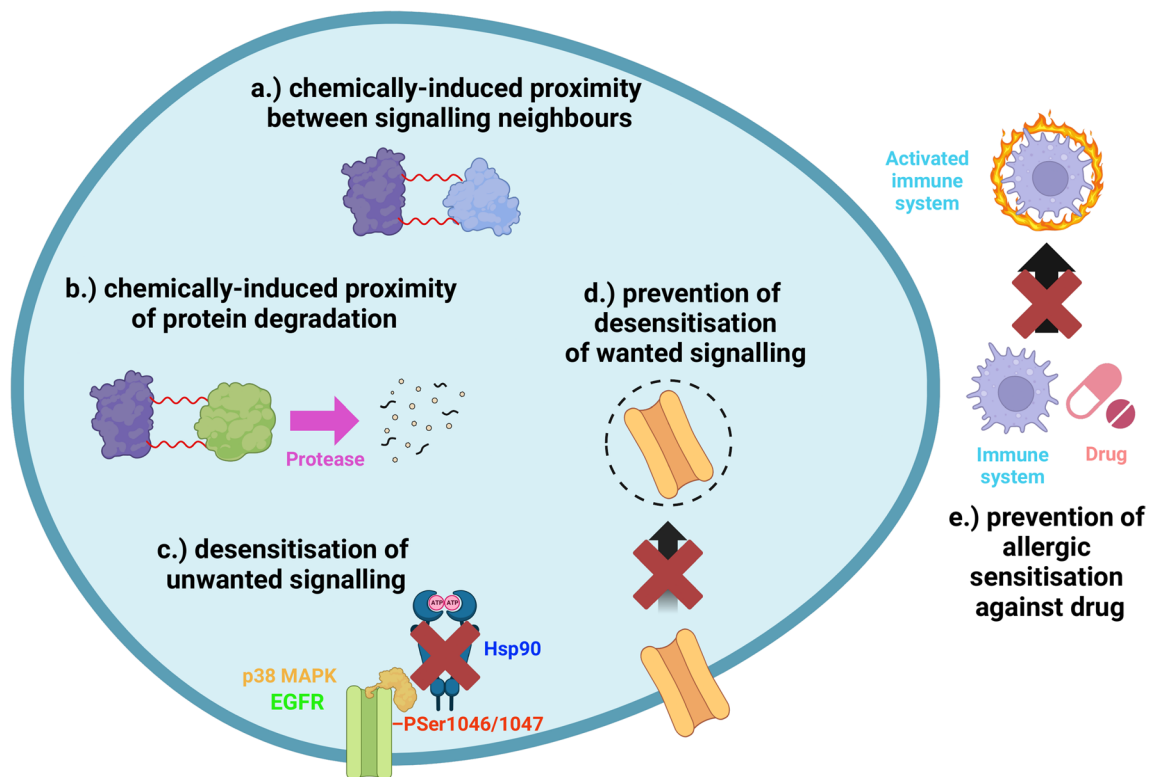 a.) chemically-induced proximity
between signalling neighbours
b.) chemically-induced proximity
of protein degradation
Protease
c.) desensitisation of
unwanted signalling
ATP ATP
Hsp90
p38 MAPK
EGFR
–PSer1046/1047
d.) prevention of
desensitisation
of wanted signalling
Activated
immune
system
Immune
system
Drug
e.) prevention of
allergic
sensitisation
against drug